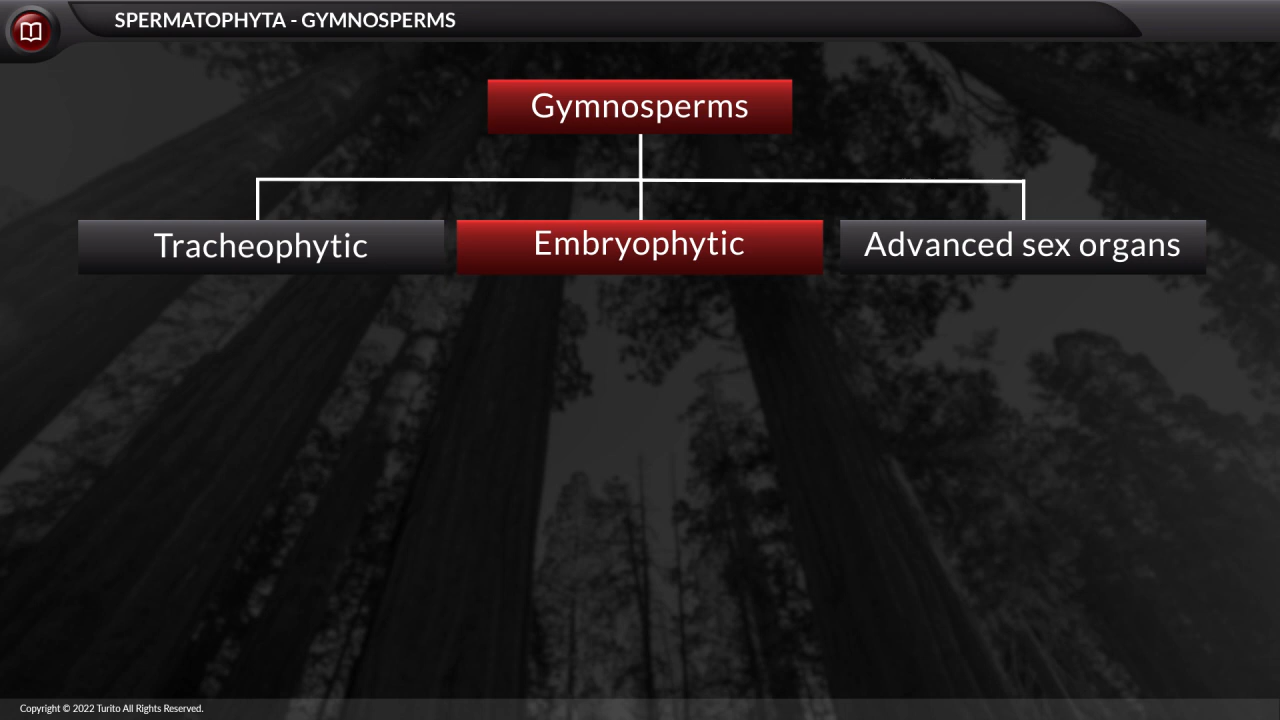 SPERMATOPHYTA - GYMNOSPERMS
Gymnosperms
Tracheophytic
Embryophytic
Advanced sex organs
Copyright © 2022 Turito All Rights Reserved.